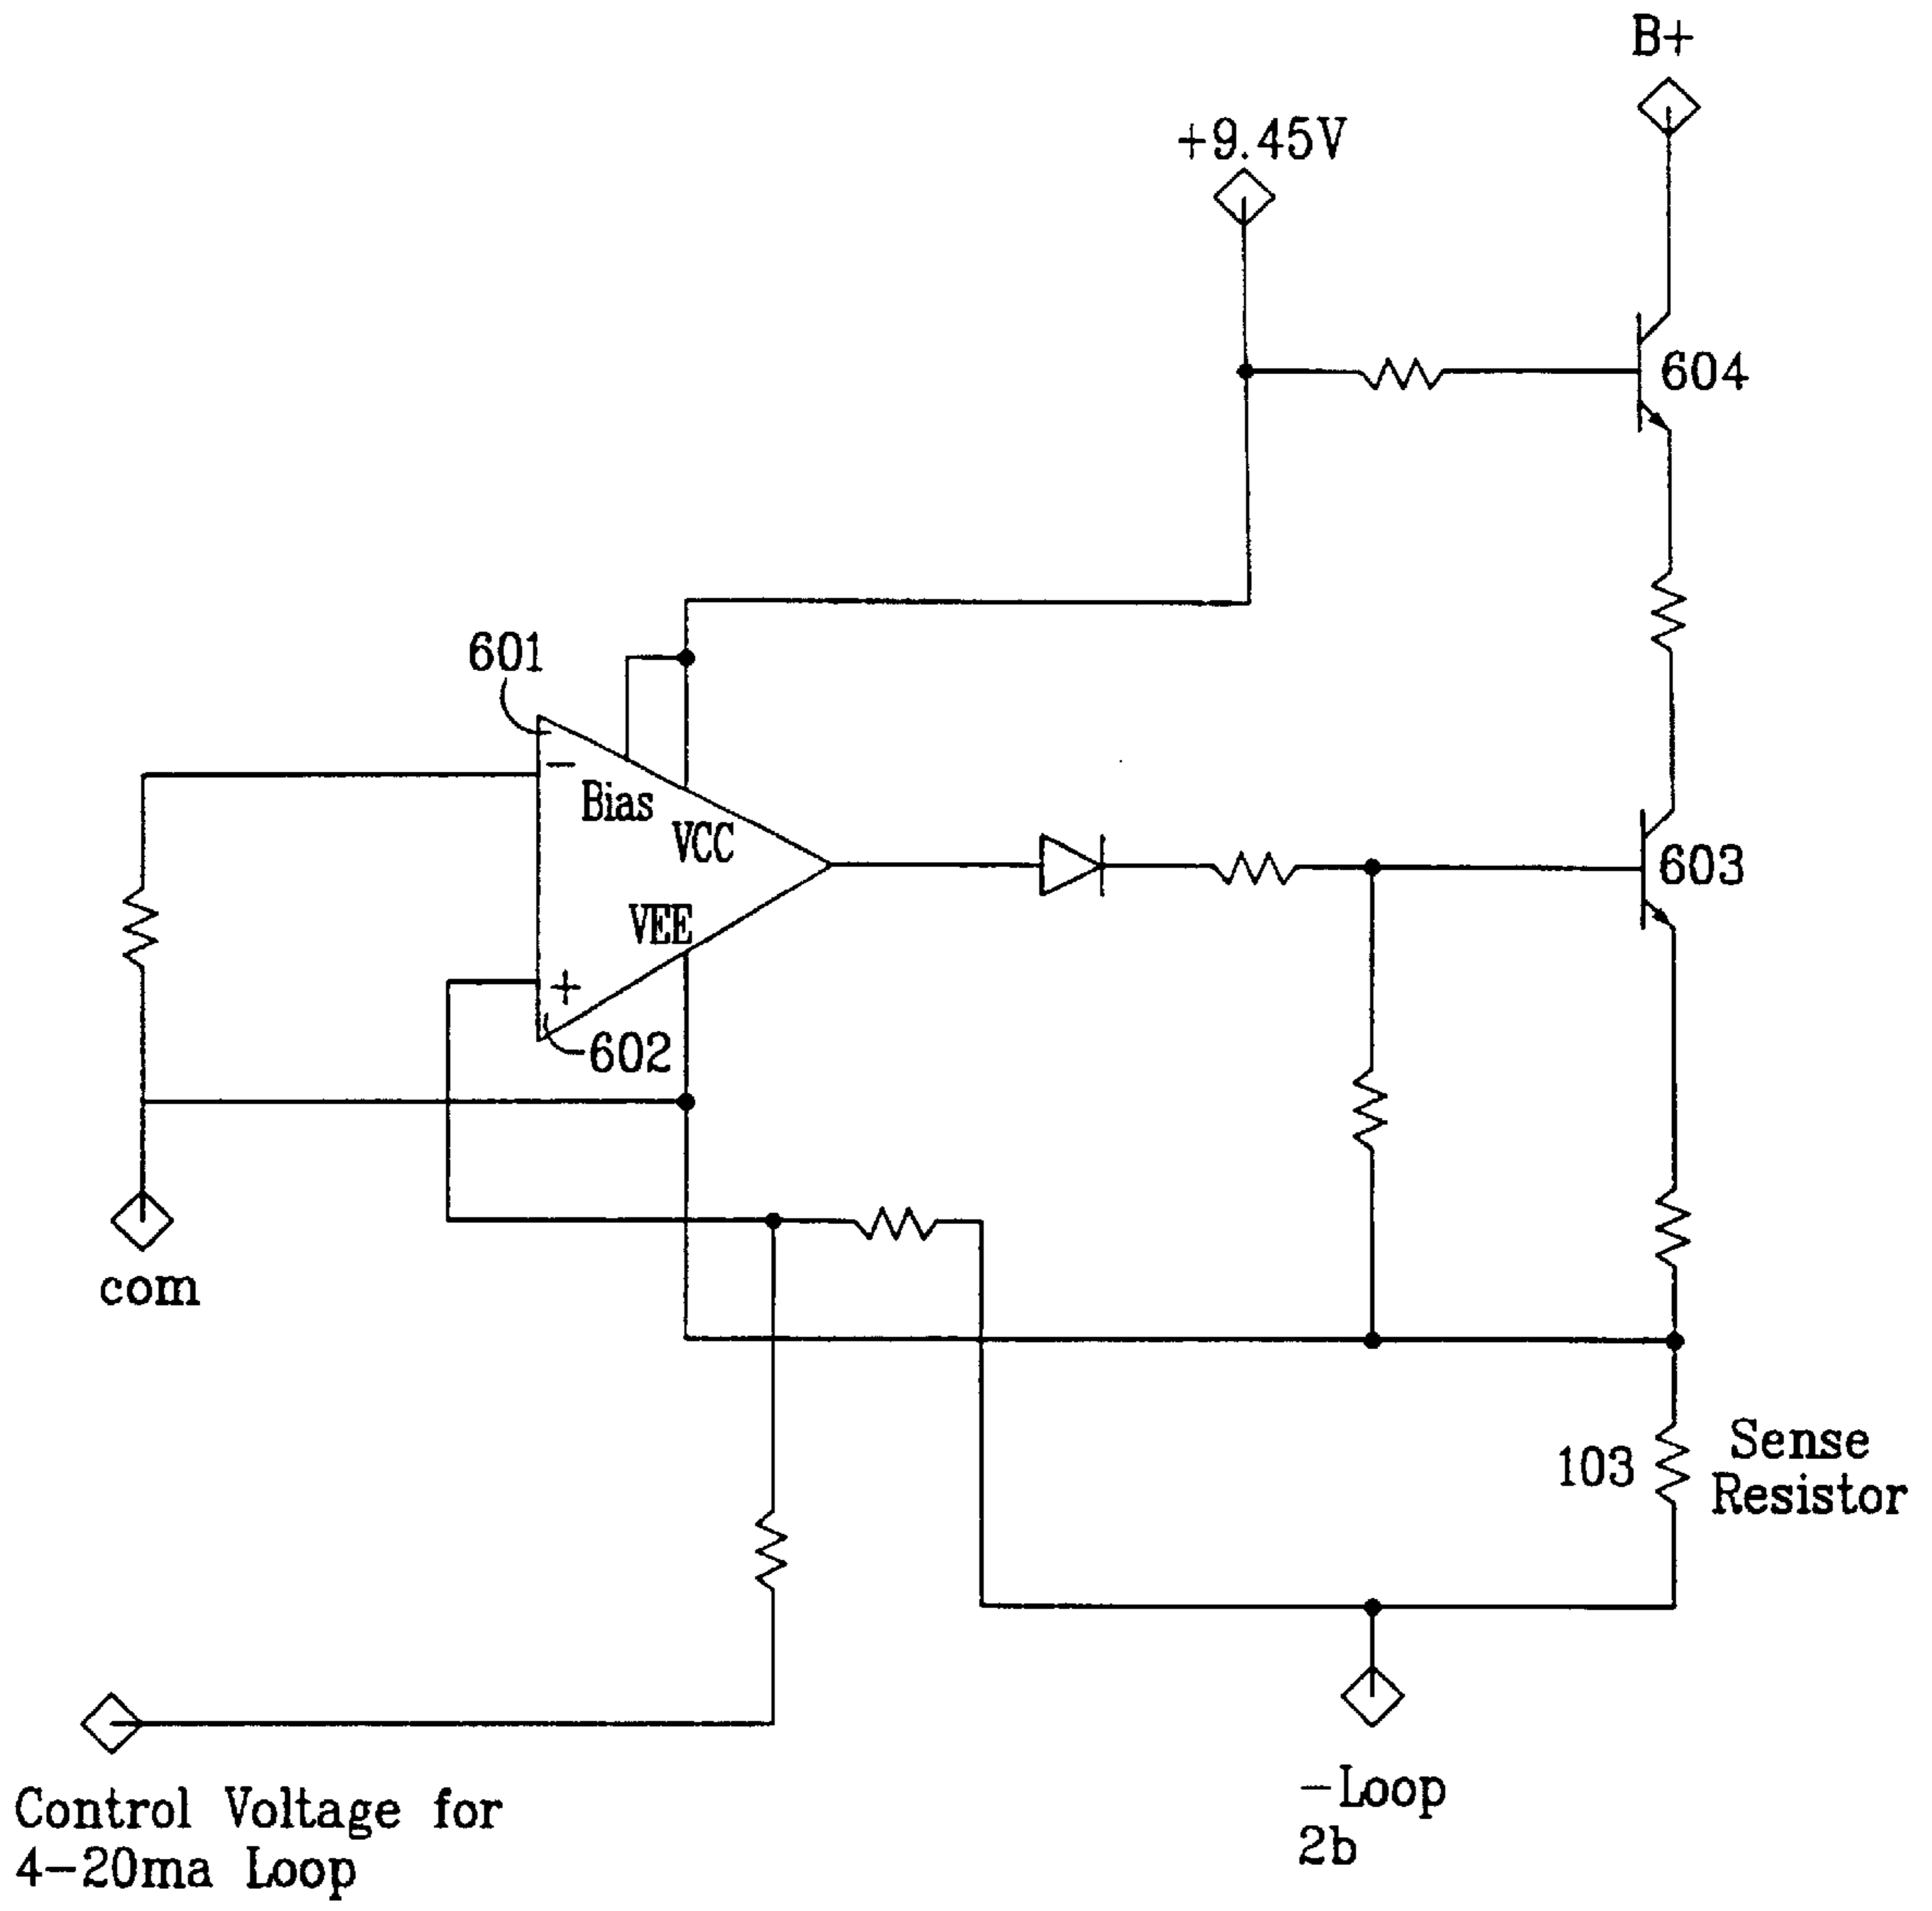 B+
+9.45V
604
601
−
Bias
VCC
603
VEE
+
602
com
103
Sense
Resistor
−Loop
2b
Control Voltage for
4−20ma Loop